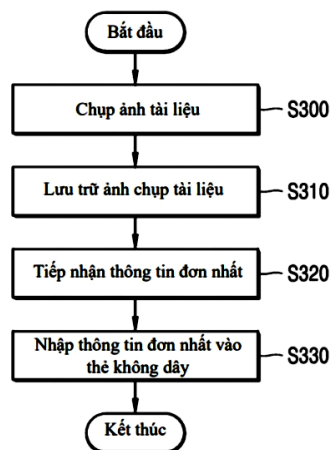 Bắt đầu
Chụp ảnh tài liệu
S300
Lưu trữ ảnh chụp tài liệu
S310
Tiếp nhận thông tin đơn nhất
S320
Nhập thông tin đơn nhất vào
thẻ không dây
S330
Kết thúc